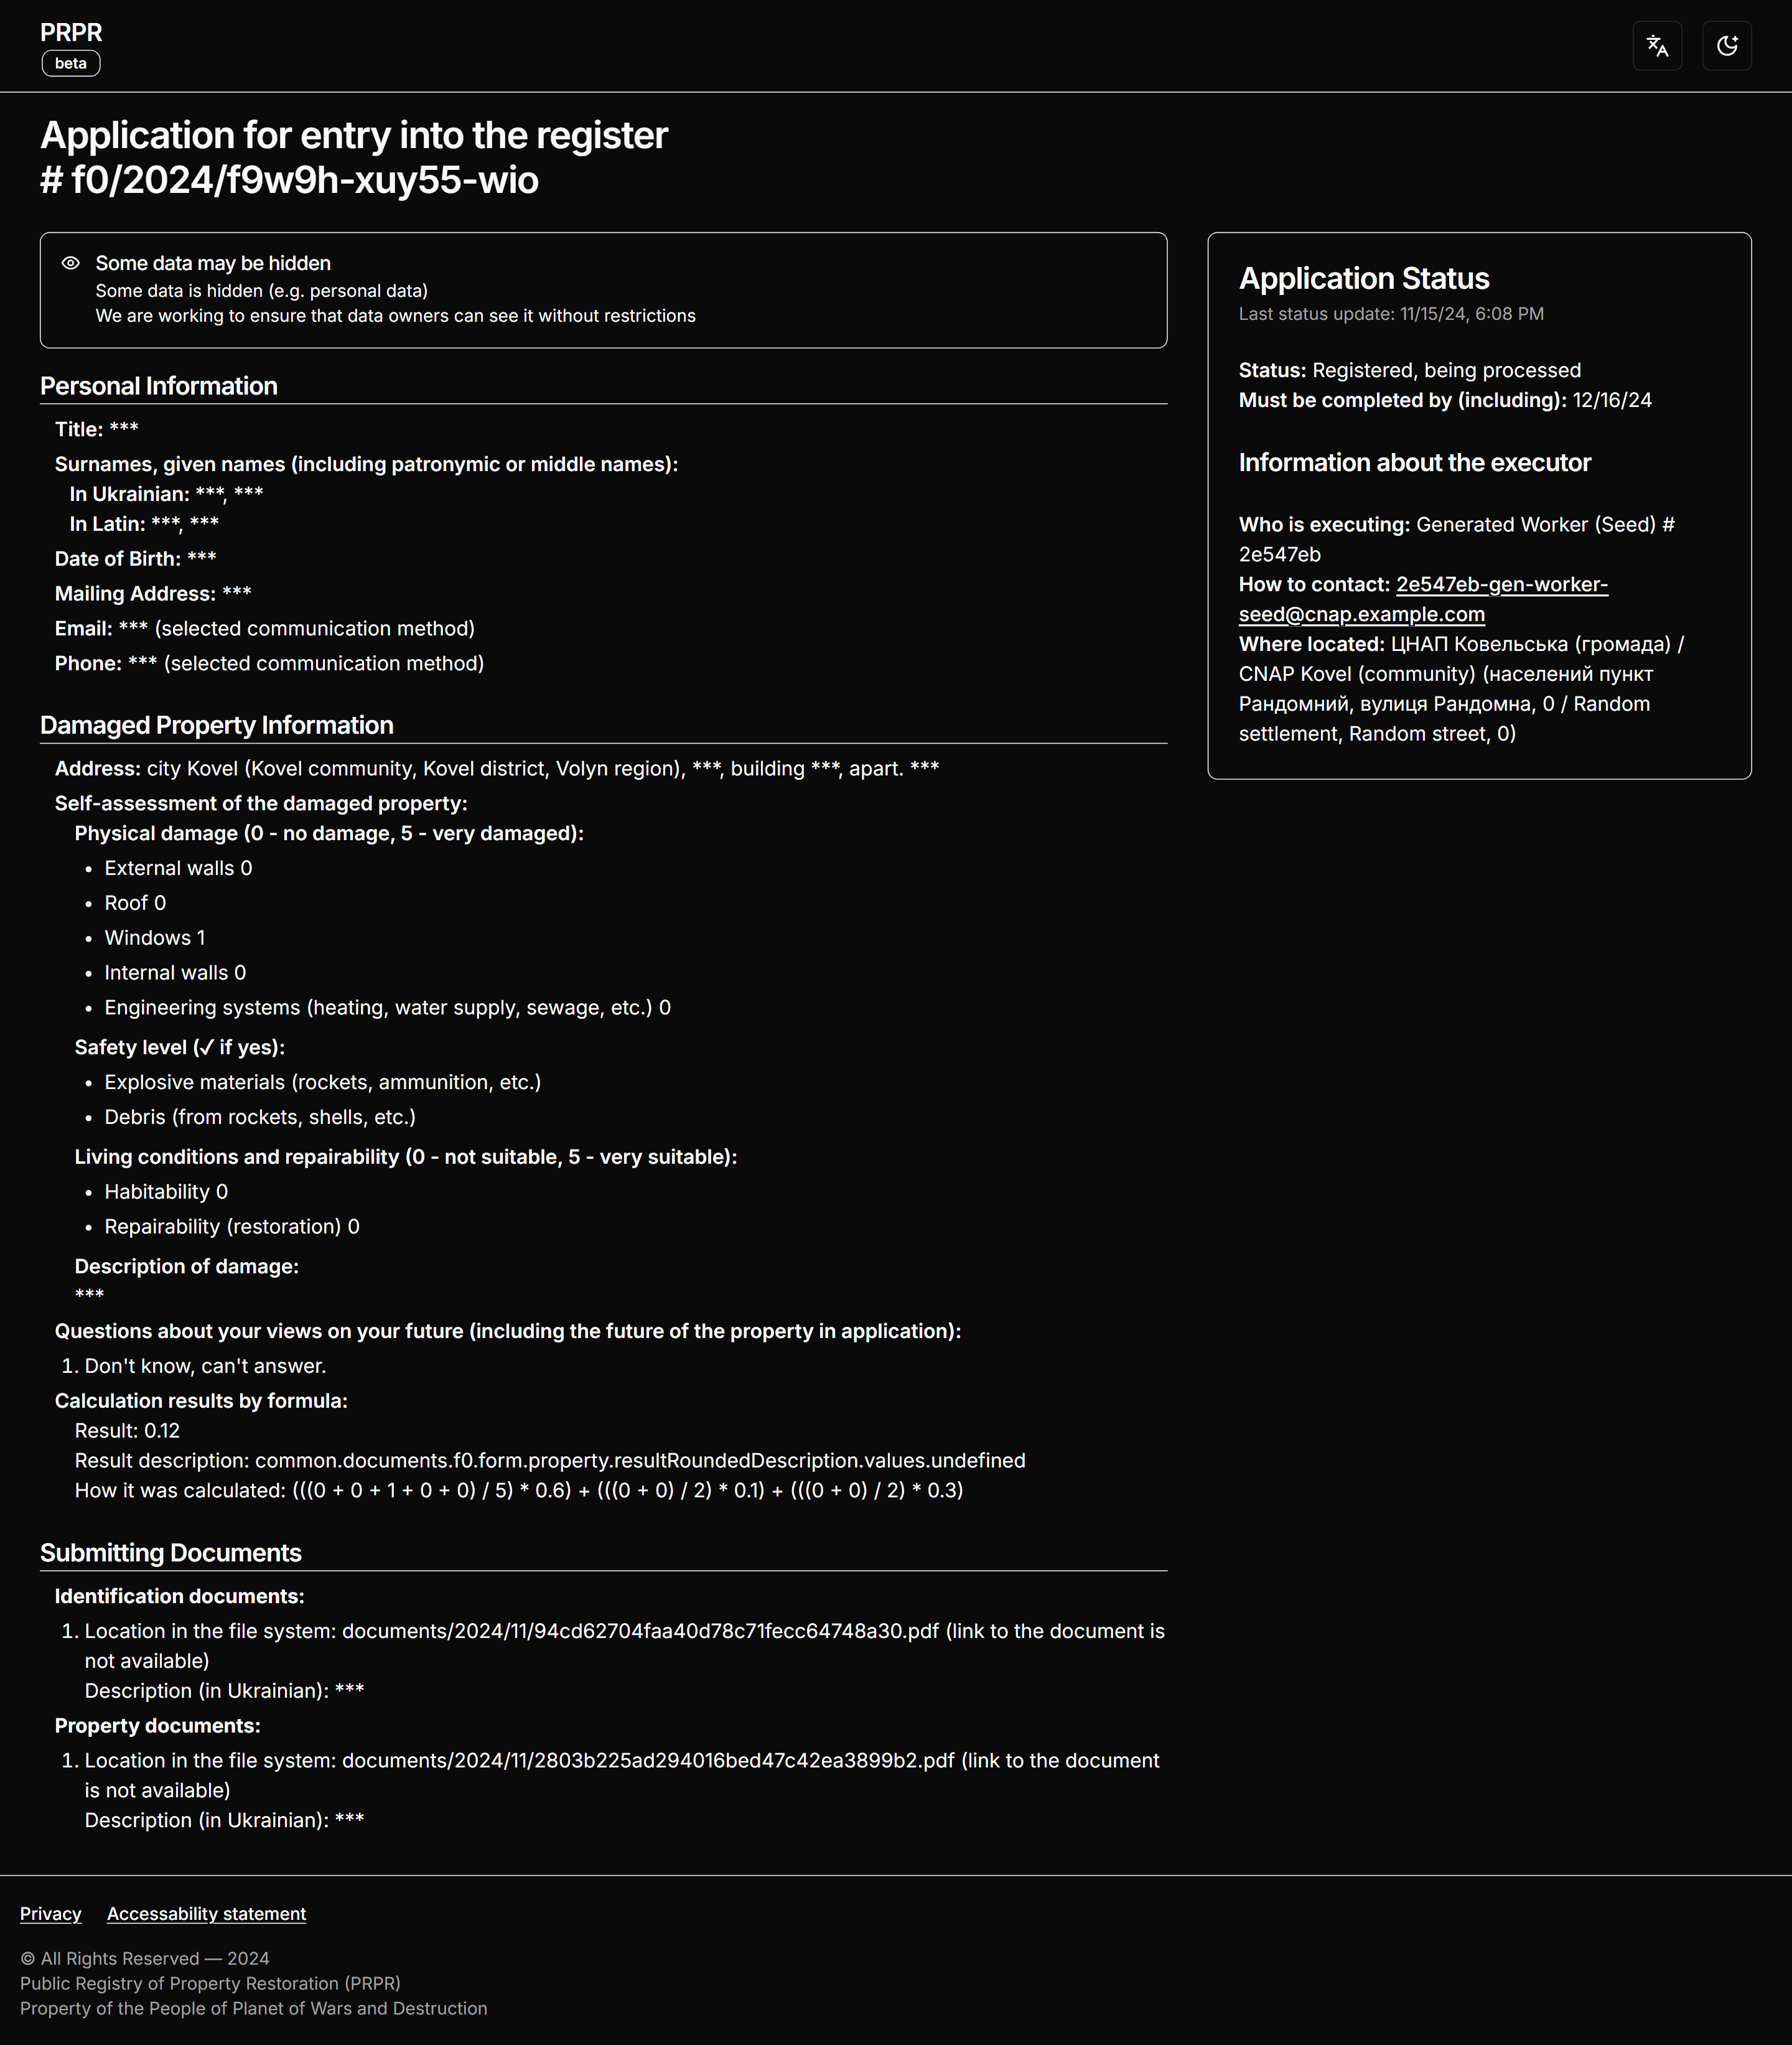 PRPR
beta
Application for entry into the register
# f0/2024/f9w9h-xuy55-wio
Some data may be hidden
Some data is hidden (e.g. personal data)
We are working to ensure that data owners can see it without restrictions
Personal Information
Title: ***
Surnames, given names (including patronymic or middle names):
In Ukrainian: ***, ***
In Latin: ***, ***
Date of Birth: ***
Mailing Address: ***
Email: *** (selected communication method)
Phone: *** (selected communication method)
Damaged Property Information
Address: city Kovel (Kovel community, Kovel district, Volyn region), ***, building ***, apart. ***
Self-assessment of the damaged property:
Physical damage (0 - no damage, 5 - very damaged):
• External walls 0
• Roof 0
• Windows 1
• Internal walls 0
• Engineering systems (heating, water supply, sewage, etc.) 0
Safety level (✓ if yes):
• Explosive materials (rockets, ammunition, etc.)
• Debris (from rockets, shells, etc.)
Living conditions and repairability (0 - not suitable, 5 - very suitable):
• Habitability 0
• Repairability (restoration) 0
Description of damage:
***
Questions about your views on your future (including the future of the property in application):
1. Don't know, can't answer.
Calculation results by formula:
Result: 0.12
Result description: common.documents.f0.form.property.resultRoundedDescription.values.undefined
How it was calculated: (((0 + 0 + 1 + 0 + 0) / 5) * 0.6) + (((0 + 0) / 2) * 0.1) + (((0 + 0) / 2) * 0.3)
Submitting Documents
Identification documents:
1. Location in the file system: documents/2024/11/94cd62704faa40d78c71fecc64748a30.pdf (link to the document is
not available)
Description (in Ukrainian): ***
Property documents:
1. Location in the file system: documents/2024/11/2803b225ad294016bed47c42ea3899b2.pdf (link to the document
is not available)
Description (in Ukrainian): ***
Application Status
Last status update: 11/15/24, 6:08 PM
Status: Registered, being processed
Must be completed by (including): 12/16/24
Information about the executor
Who is executing: Generated Worker (Seed) #
2e547eb
How to contact: 2e547eb-gen-worker-
seed@cnap.example.com
Where located: ЦНАП Ковельська (громада) /
CNAP Kovel (community) (населений пункт
Рандомний, вулиця Рандомна, 0 / Random
settlement, Random street, 0)
Privacy Accessability statement
© All Rights Reserved — 2024
Public Registry of Property Restoration (PRPR)
Property of the People of Planet of Wars and Destruction